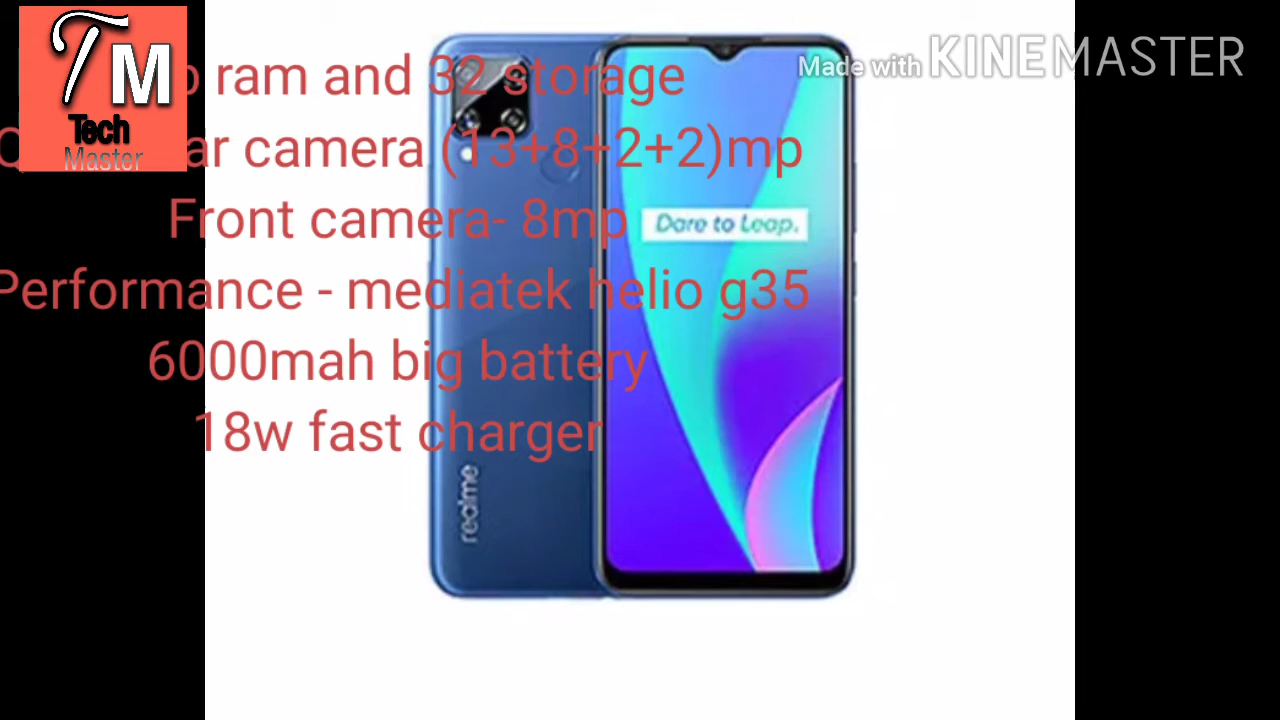 TM
Tech
Master
Made with KINEMASTER
ram and 32 storage
camera (13+8+2+2)mp
Front camera- 8mp
Dare to Leap.
Performance - mediatek helio g35
6000mah big battery
18w fast charger
realme